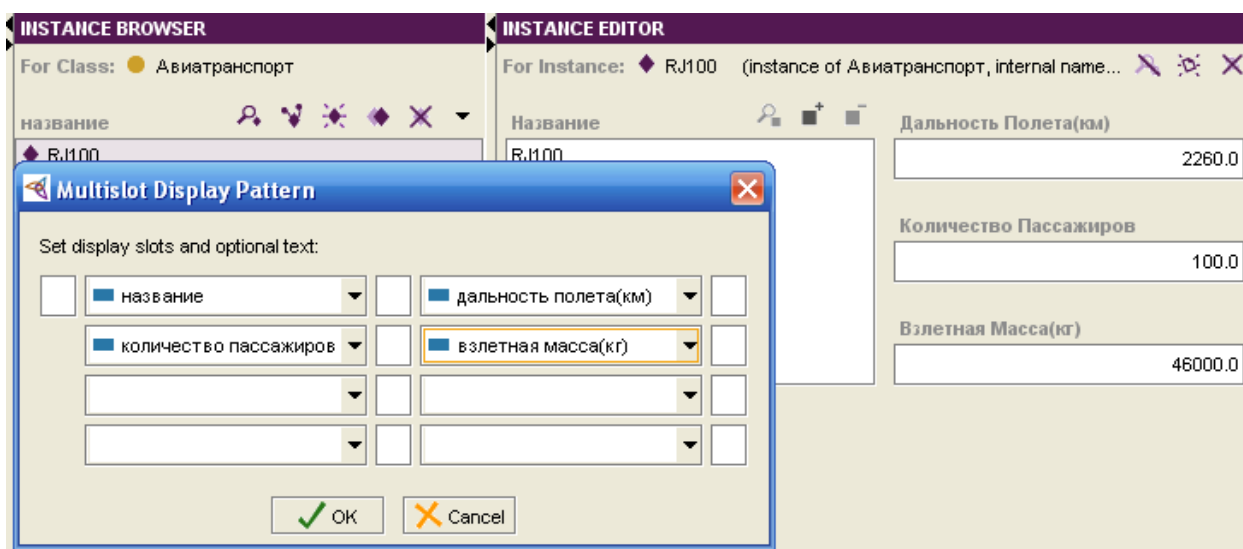 INSTANCE BROWSER
INSTANCE EDITOR
For Class: Авиатранспорт
For Instance: RJ100 (instance of Авиатранспорт, internal name...
название
Название
RJ100
RJ100
Дальность Полета(км)
2260.0
Количество Пассажиров
100.0
Взлетная Масса(кг)
46000.0
Multislot Display Pattern
Set display slots and optional text:
название
дальность полета(км)
количество пассажиров
взлетная масса(кг)
OK
Cancel